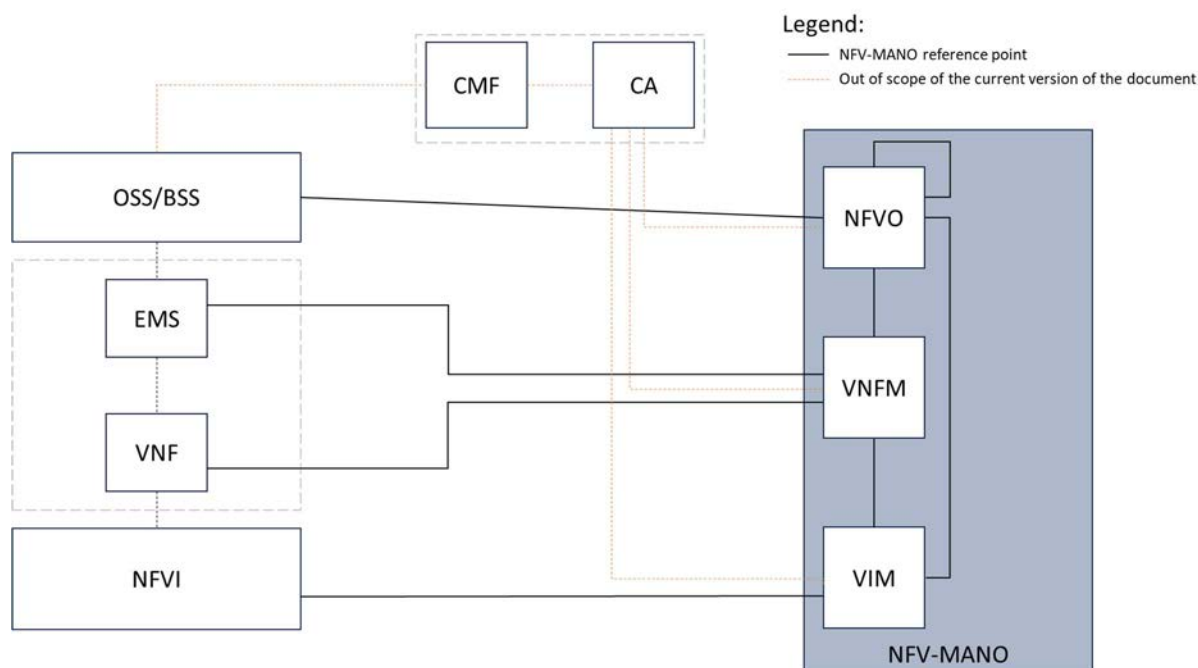 Legend:
NFV-MANO reference point
Out of scope of the current version of the document
CMF
CA
OSS/BSS
NFVO
EMS
VNFM
VNF
NFVI
VIM
NFV-MANO